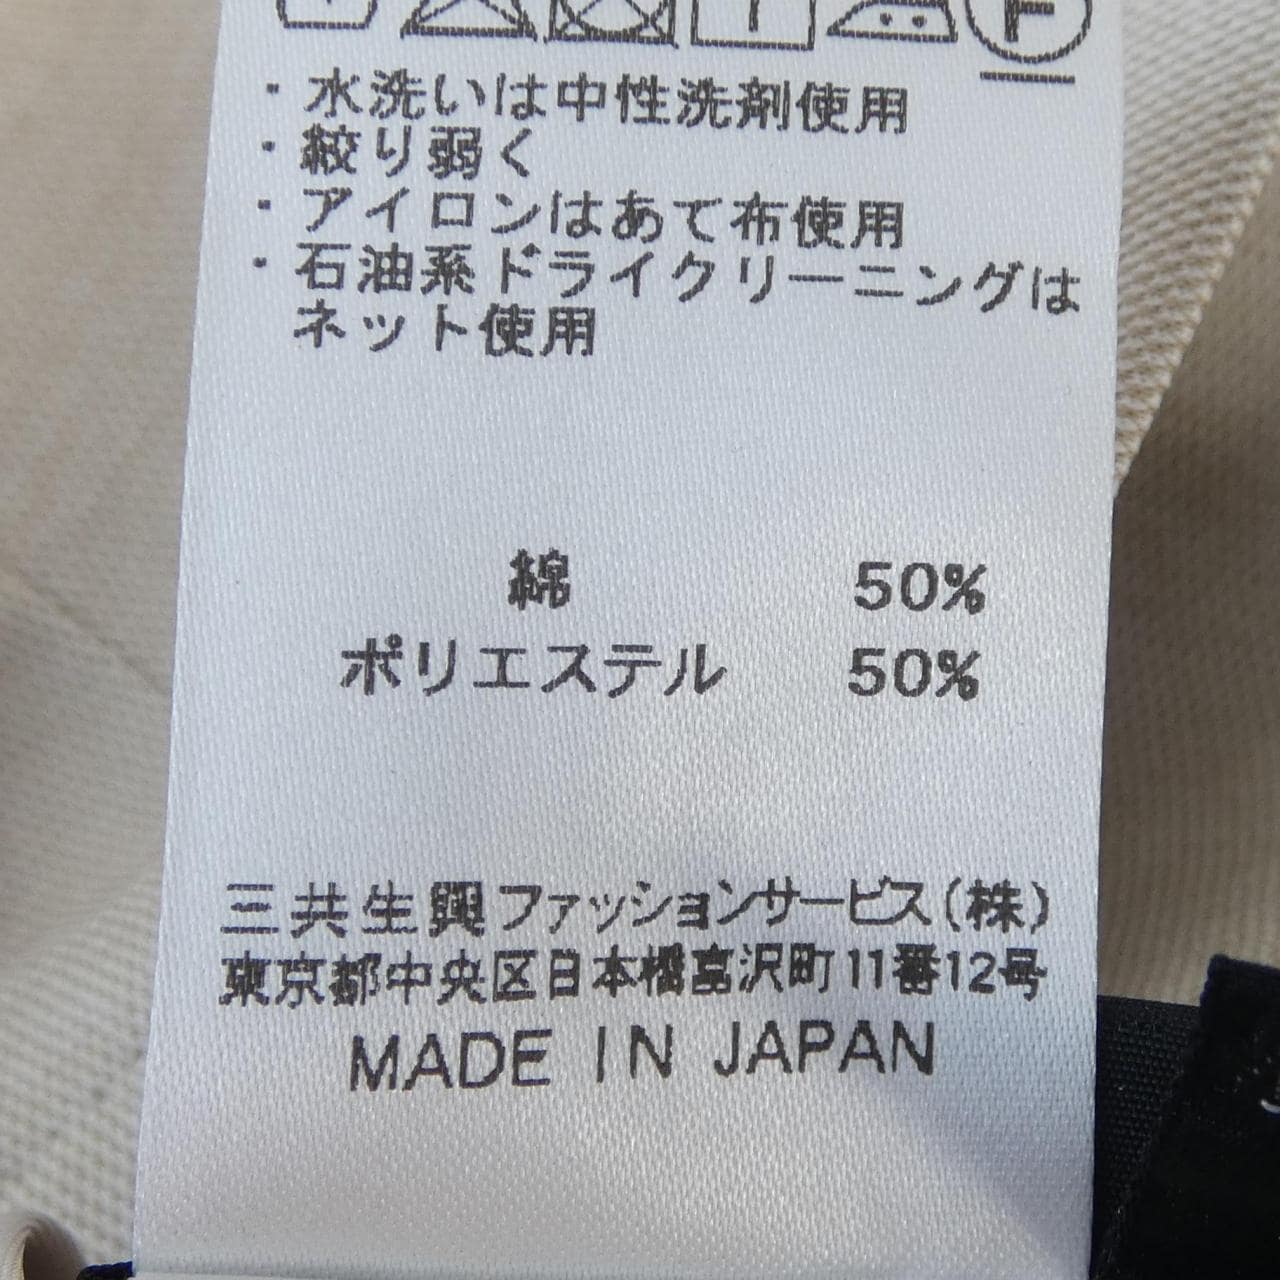 ・水洗いは中性洗剤使用
・絞り弱く
・アイロンはあて布使用
・石油系ドライクリーニングは
ネット使用
綿 50%
ポリエステル 50%
三共生興ファッションサービス(株)
東京都中央区日本橋富沢町11番12号
MADE IN JAPAN